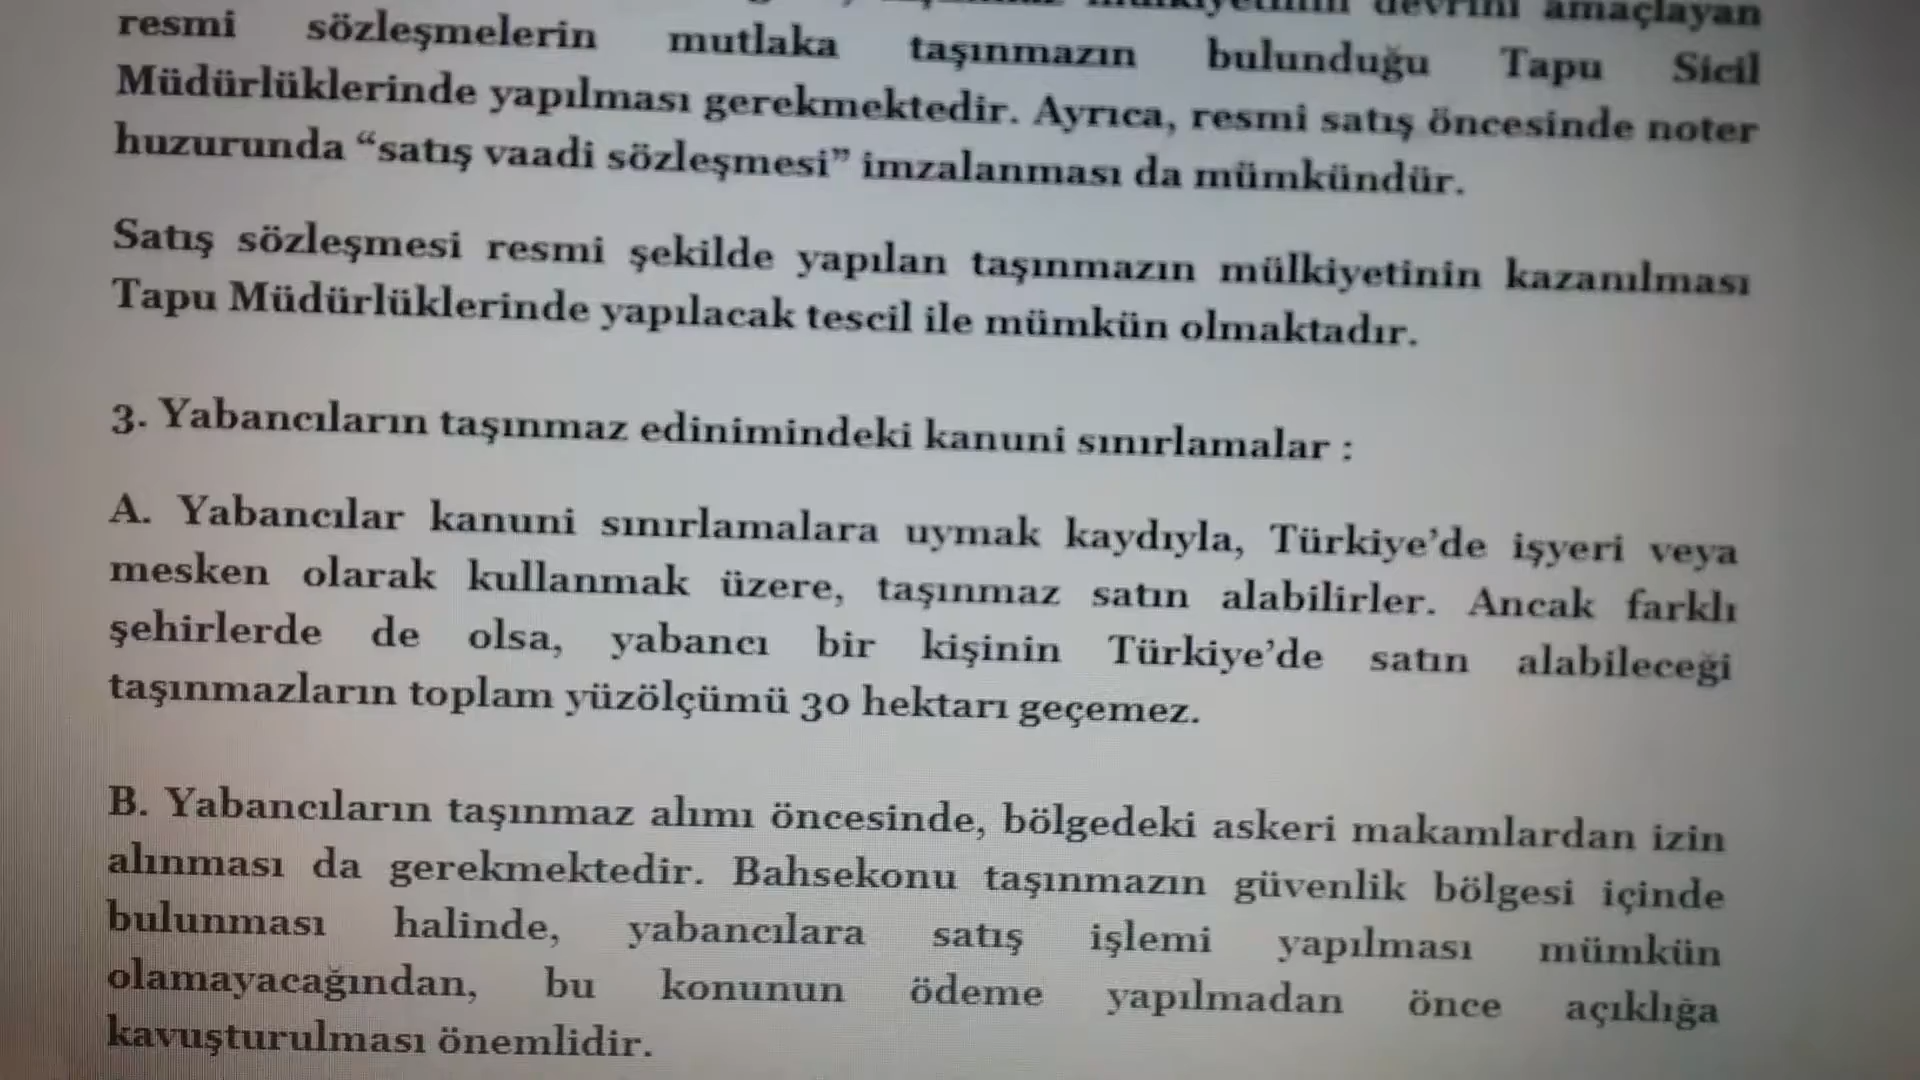 mülkiyetinin devrini amaçlayan
resmi sözleşmelerin mutlaka taşınmazın bulunduğu Tapu Sicil
Müdürlüklerinde yapılması gerekmektedir. Ayrıca, resmi satış öncesinde noter
huzurunda “satış vaadi sözleşmesi” imzalanması da mümkündür.
Satış sözleşmesi resmi şekilde yapılan taşınmazın mülkiyetinin kazanılması
Tapu Müdürlüklerinde yapılacak tescil ile mümkün olmaktadır.
3. Yabancıların taşınmaz edinimindeki kanuni sınırlamalar :
A. Yabancılar kanuni sınırlamalara uymak kaydıyla, Türkiye’de işyeri veya
mesken olarak kullanmak üzere, taşınmaz satın alabilirler. Ancak farklı
şehirlerde de olsa, yabancı bir kişinin Türkiye’de satın alabileceği
taşınmazların toplam yüzölçümü 30 hektarı geçemez.
B. Yabancıların taşınmaz alımı öncesinde, bölgedeki askeri makamlardan izin
alınması da gerekmektedir. Bahsekonu taşınmazın güvenlik bölgesi içinde
bulunması halinde, yabancılara satış işlemi yapılması mümkün
olamayacağından, bu konunun ödeme yapılmadan önce açıklığa
kavuşturulması önemlidir.